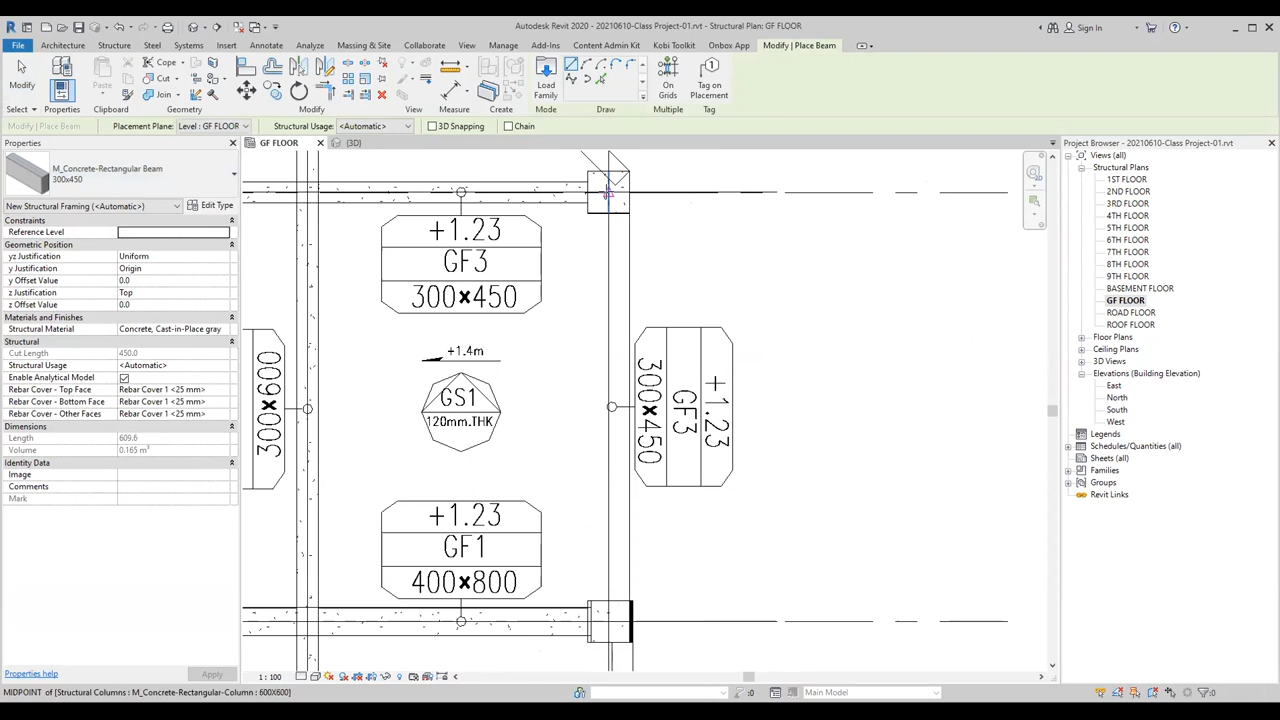 Autodesk Revit 2020 - 20210610-Class Project-01.rvt - Structural Plan: GF FLOOR
Sign In
File Architecture Structure Steel Systems Insert Annotate Analyze Massing & Site Collaborate View Manage Add-Ins Content Admin Kit Kobi Toolkit Onbox App Modify | Place Beam
Cope
Cut
Join
Modify
Properties
Paste
Load
Family
On
Grids
Tag on
Placement
Select Properties Clipboard Geometry Modify View Measure Create Mode Draw Multiple Tag
Modify | Place Beam Placement Plane: Level : GF FLOOR Structural Usage: <Automatic> 3D Snapping Chain
Properties
M_Concrete-Rectangular Beam
300x450
New Structural Framing (<Automatic>) Edit Type
Constraints
Reference Level
Geometric Position
yz Justification Uniform
y Justification Origin
y Offset Value 0.0
z Justification Top
z Offset Value 0.0
Materials and Finishes
Structural Material Concrete, Cast-in-Place gray
Structural
Cut Length 450.0
Structural Usage <Automatic>
Enable Analytical Model
Rebar Cover - Top Face Rebar Cover 1 <25 mm>
Rebar Cover - Bottom Face Rebar Cover 1 <25 mm>
Rebar Cover - Other Faces Rebar Cover 1 <25 mm>
Dimensions
Length 609.6
Volume 0.165 m³
Identity Data
Image
Comments
Mark
Properties help Apply
GF FLOOR {3D}
+1.23
GF3
300×450
+1.4m
GS1
120mm.THK
300×600
+1.23
GF3
300×450
+1.23
GF1
400×800
Project Browser - 20210610-Class Project-01.rvt
Views (all)
Structural Plans
1ST FLOOR
2ND FLOOR
3RD FLOOR
4TH FLOOR
5TH FLOOR
6TH FLOOR
7TH FLOOR
8TH FLOOR
9TH FLOOR
BASEMENT FLOOR
GF FLOOR
ROAD FLOOR
ROOF FLOOR
Floor Plans
Ceiling Plans
3D Views
Elevations (Building Elevation)
East
North
South
West
Legends
Schedules/Quantities (all)
Sheets (all)
Families
Groups
Revit Links
1 : 100
MIDPOINT of [Structural Columns : M_Concrete-Rectangular-Column : 600X600] :0 Main Model :0